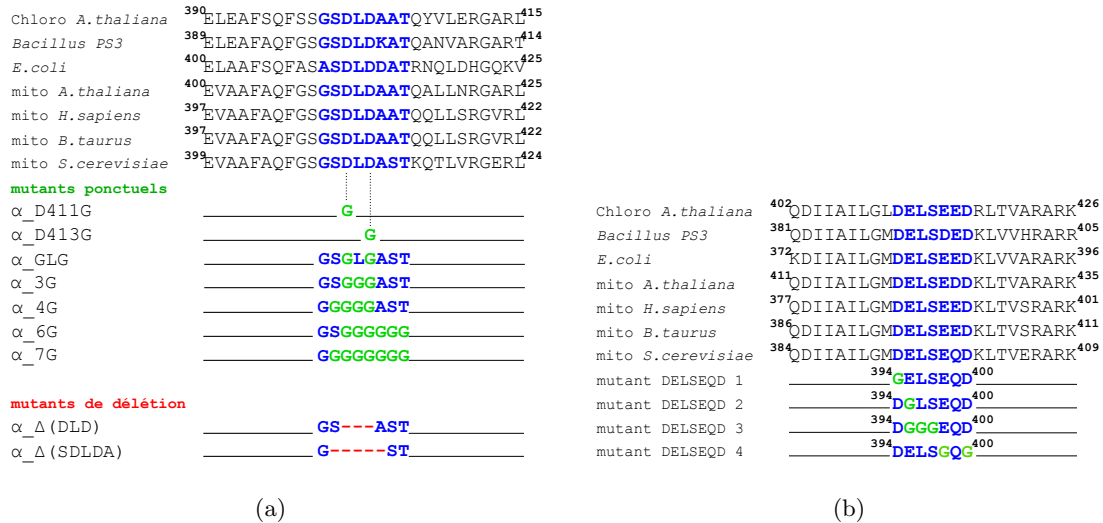 Chloro A.thaliana 390 ELEAFSQFSSGSDLDAATQYVLERGARL 415
Bacillus PS3 389 ELEAFAQFGSGSDLDKATQANVARGART 414
E.coli 400 ELAAFSQFASASDLDDATRNQLDHGQKV 425
mito A.thaliana 400 EVAAFAQFGSGSDLDAATQALLNRGARL 425
mito H.sapiens 397 EVAAFAQFGSGSDLDAATQQLLSRGVRL 422
mito B.taurus 397 EVAAFAQFGSGSDLDAATQQLLSRGVRL 422
mito S.cerevisiae 399 EVAAFAQFGSGSDLDASTKQTLVRGERL 424
mutants ponctuels
α_D411G G
α_D413G G
α_GLG GSGLGAST
α_3G GSGGGAST
α_4G GGGGGAST
α_6G GSGGGGGG
α_7G GGGGGGGG
mutants de délétion
α_Δ(DLD) GS---AST
α_Δ(SDLDA) G-----ST
(a)
Chloro A.thaliana 402 QDIIAILGLDELSEEDRLTVARARK 426
Bacillus PS3 381 QDIIAILGMDELSDEDKLVVHRARR 405
E.coli 372 KDIIAILGMDELSEEDKLVVARARK 396
mito A.thaliana 411 QDIIAILGMDELSEDDKLTVARARK 435
mito H.sapiens 377 QDIIAILGMDELSEEDKLTVSRARK 401
mito B.taurus 386 QDIIAILGMDELSEEDKLTVSRARK 411
mito S.cerevisiae 384 QDIIAILGMDELSEQDKLTVERARK 409
mutant DELSEQD 1 394 GELSEQD 400
mutant DELSEQD 2 394 DGLSEQD 400
mutant DELSEQD 3 394 DGGGEQD 400
mutant DELSEQD 4 394 DELSGQG 400
(b)